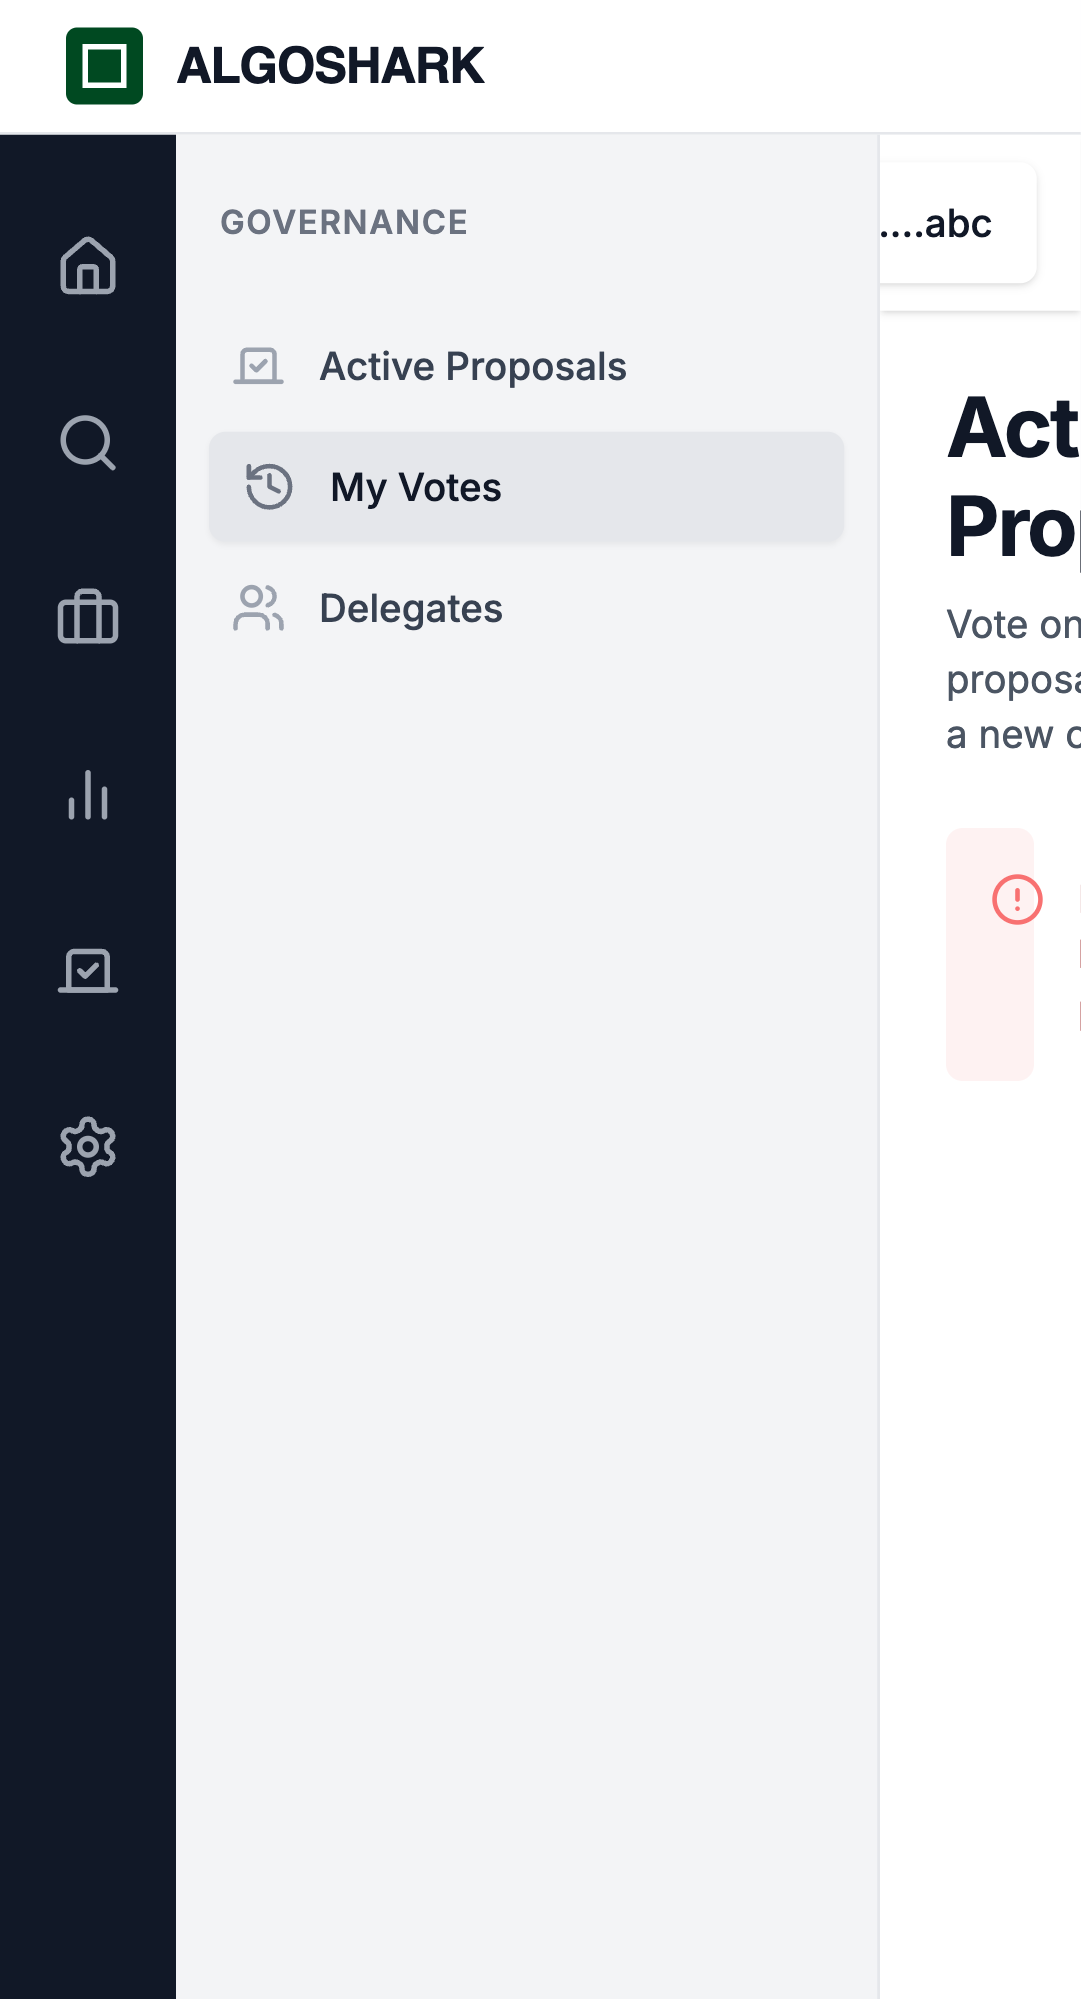 ALGOSHARK
GOVERNANCE
Active Proposals
My Votes
Delegates
....abc
Act
Prop
Vote on
proposa
a new c